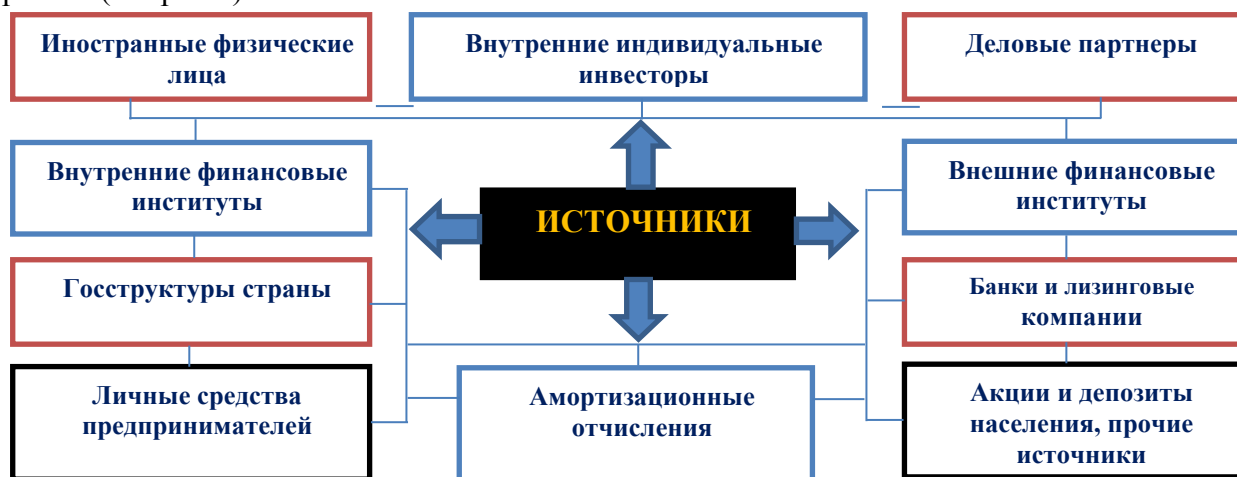 Иностранные физические
лица
Внутренние индивидуальные
инвесторы
Деловые партнеры
Внутренние финансовые
институты
ИСТОЧНИКИ
Внешние финансовые
институты
Госструктуры страны
Банки и лизинговые
компании
Личные средства
предпринимателей
Амортизационные
отчисления
Акции и депозиты
населения, прочие
источники